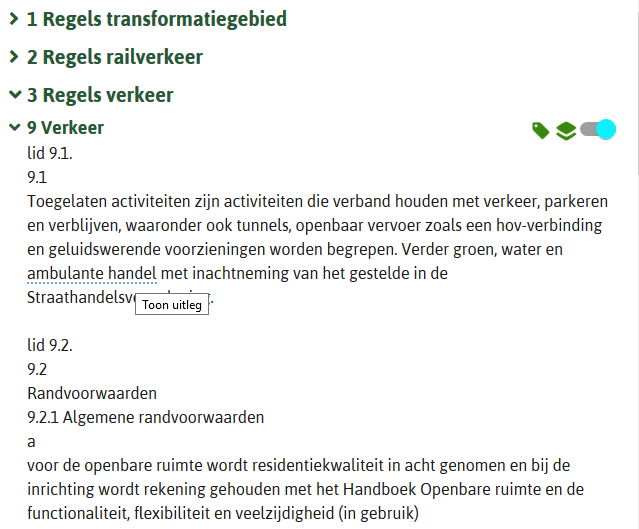 1 Regels transformatiegebied
2 Regels railverkeer
3 Regels verkeer
9 Verkeer
lid 9.1.
9.1
Toegelaten activiteiten zijn activiteiten die verband houden met verkeer, parkeren
en verblijven, waaronder ook tunnels, openbaar vervoer zoals een hov-verbinding
en geluidswerende voorzieningen worden begrepen. Verder groen, water en
ambulante handel met inachtneming van het gestelde in de
Toon uitleg
lid 9.2.
9.2
Randvoorwaarden
9.2.1 Algemene randvoorwaarden
a
voor de openbare ruimte wordt residentiekwaliteit in acht genomen en bij de
inrichting wordt rekening gehouden met het Handboek Openbare ruimte en de
functionaliteit, flexibiliteit en veelzijdigheid (in gebruik)